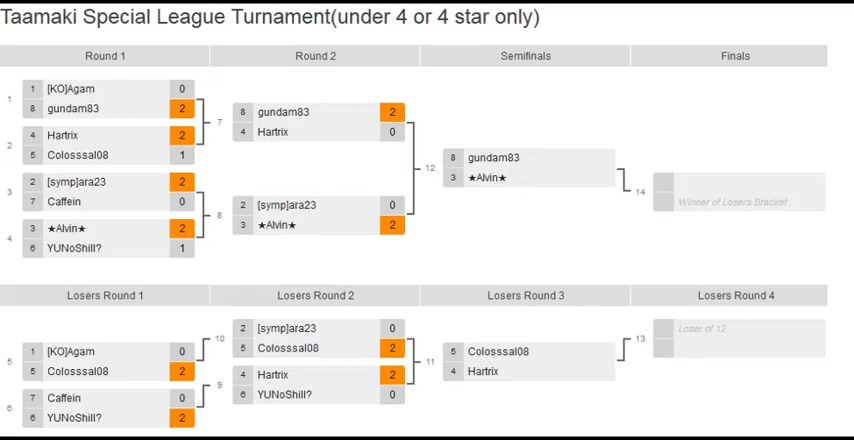 Taamaki Special League Turnament(under 4 or 4 star only)
Round 1 Round 2 Semifinals Finals
1 1 [KO]Agam 0
8 gundam83 2
2 4 Hartrix 2
5 Colosssal08 1
3 2 [symp]ara23 2
7 Caffein 0
4 3 ★Alvin★ 2
6 YUNoShill? 1
7 8 gundam83 2
4 Hartrix 0
8 2 [symp]ara23 0
3 ★Alvin★ 2
12 8 gundam83
3 ★Alvin★
14
Winner of Losers Bracket
Losers Round 1 Losers Round 2 Losers Round 3 Losers Round 4
5 1 [KO]Agam 0
5 Colosssal08 2
6 7 Caffein 0
6 YUNoShill? 2
10 2 [symp]ara23 0
5 Colosssal08 2
9 4 Hartrix 2
6 YUNoShill? 0
11 5 Colosssal08
4 Hartrix
13 Loser of 12